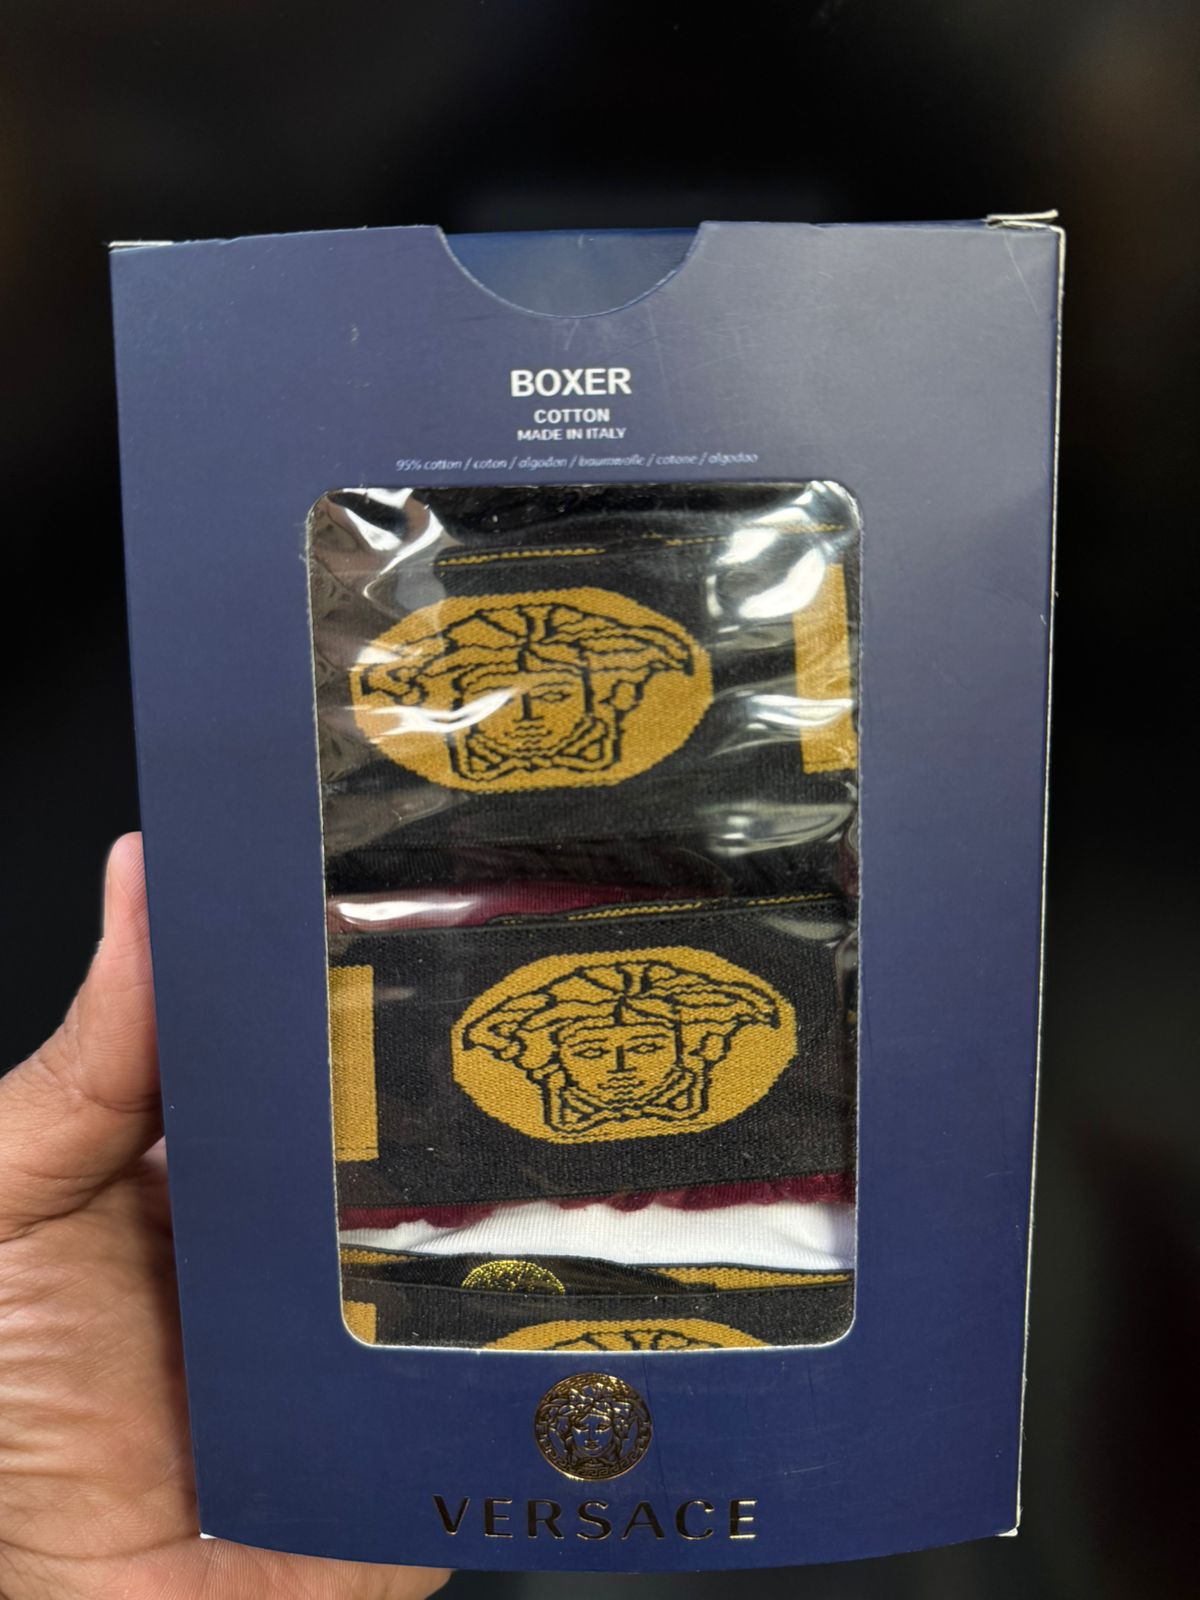 BOXER
COTTON
MADE IN ITALY
95% cotton / coton / algodon / baumwolle / cotone / algodao
VERSACE